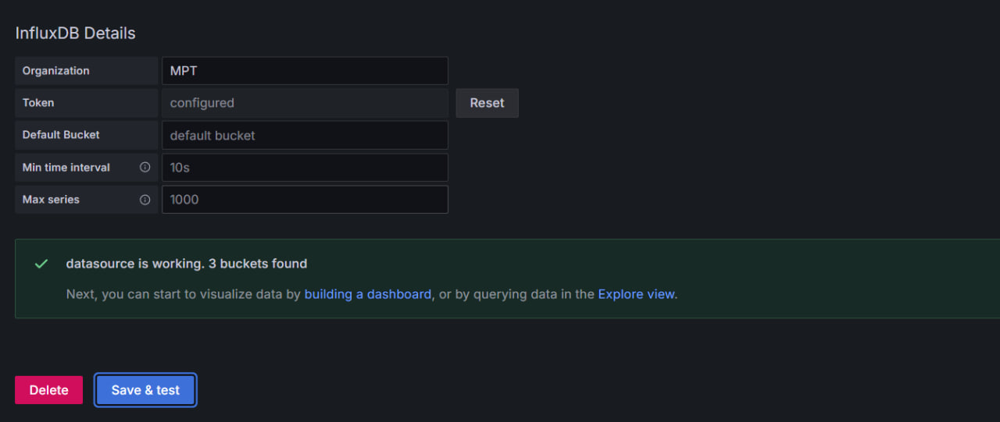 InfluxDB Details
Organization MPT
Token configured Reset
Default Bucket default bucket
Min time interval 10s
Max series 1000
datasource is working. 3 buckets found
Next, you can start to visualize data by building a dashboard, or by querying data in the Explore view.
Delete Save & test